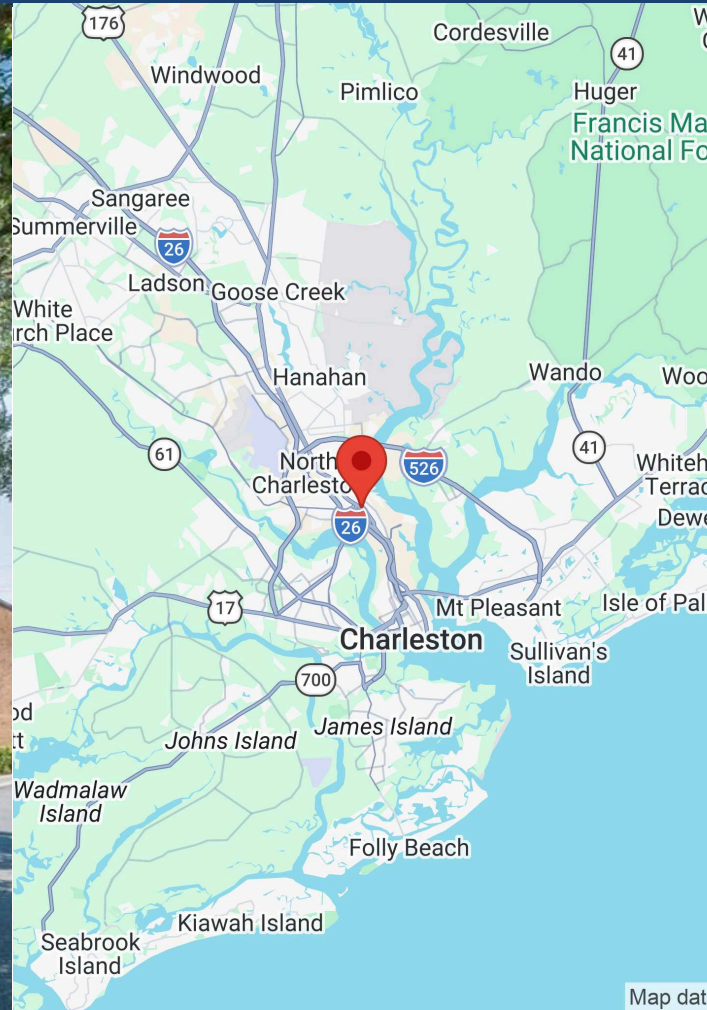 176
Cordesville
41
Windwood
Pimlico
Huger
Francis Ma
National Fo
Sangaree
Summerville
26
Ladson
Goose Creek
White
rch Place
Hanahan
Wando
Woo
61
41
North
Charlesto
526
Whiteh
Terrac
Dewe
26
17
Mt Pleasant
Isle of Pal
Charleston
Sullivan's
Island
700
od
tt
James Island
Johns Island
Wadmalaw
Island
Folly Beach
Kiawah Island
Seabrook
Island
Map dat